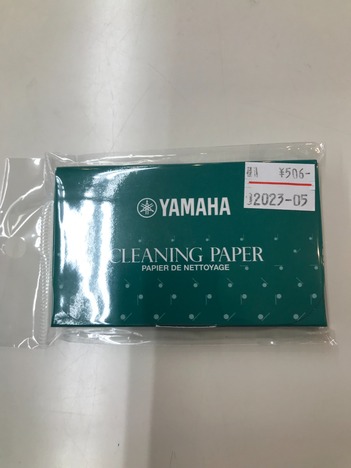 ¥506-
2023-05
YAMAHA
CLEANING PAPER
PAPIER DE NETTOYAGE